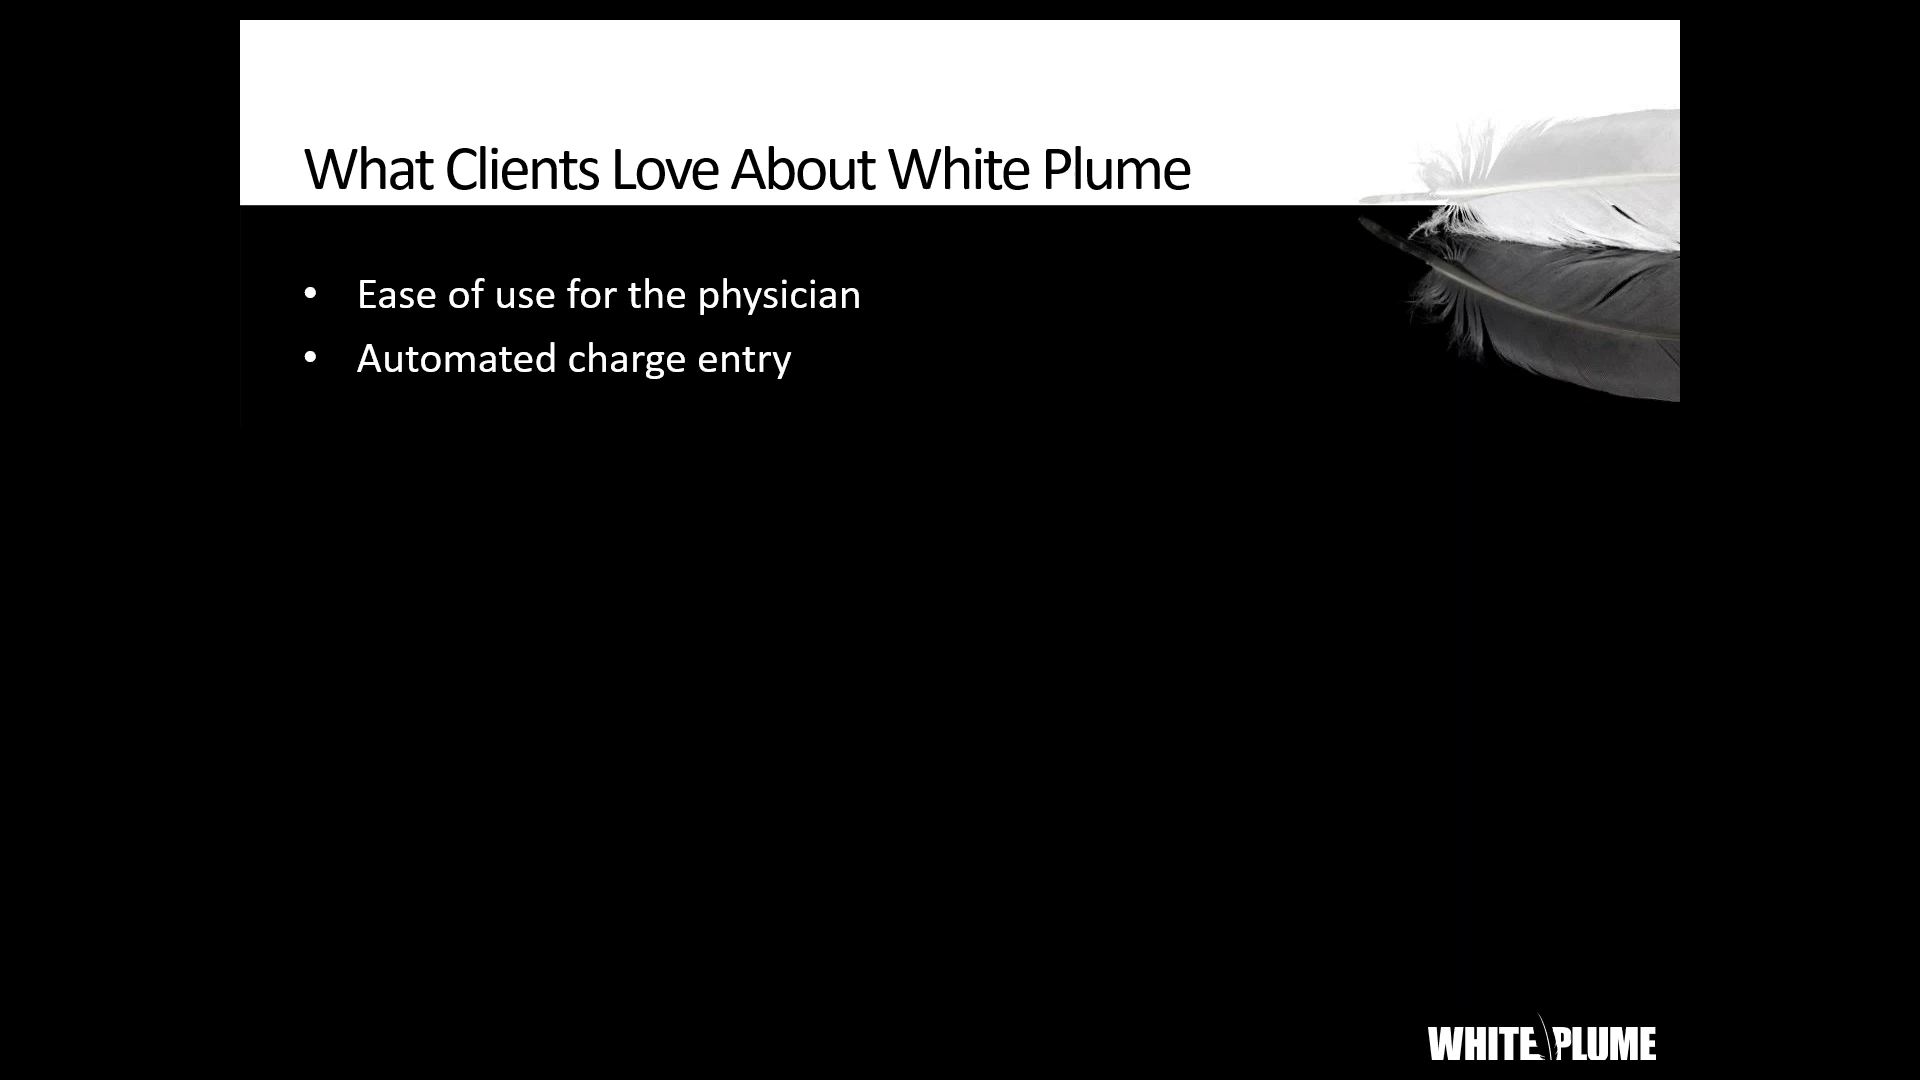 What Clients Love About White Plume
• Ease of use for the physician
• Automated charge entry
WHITE PLUME